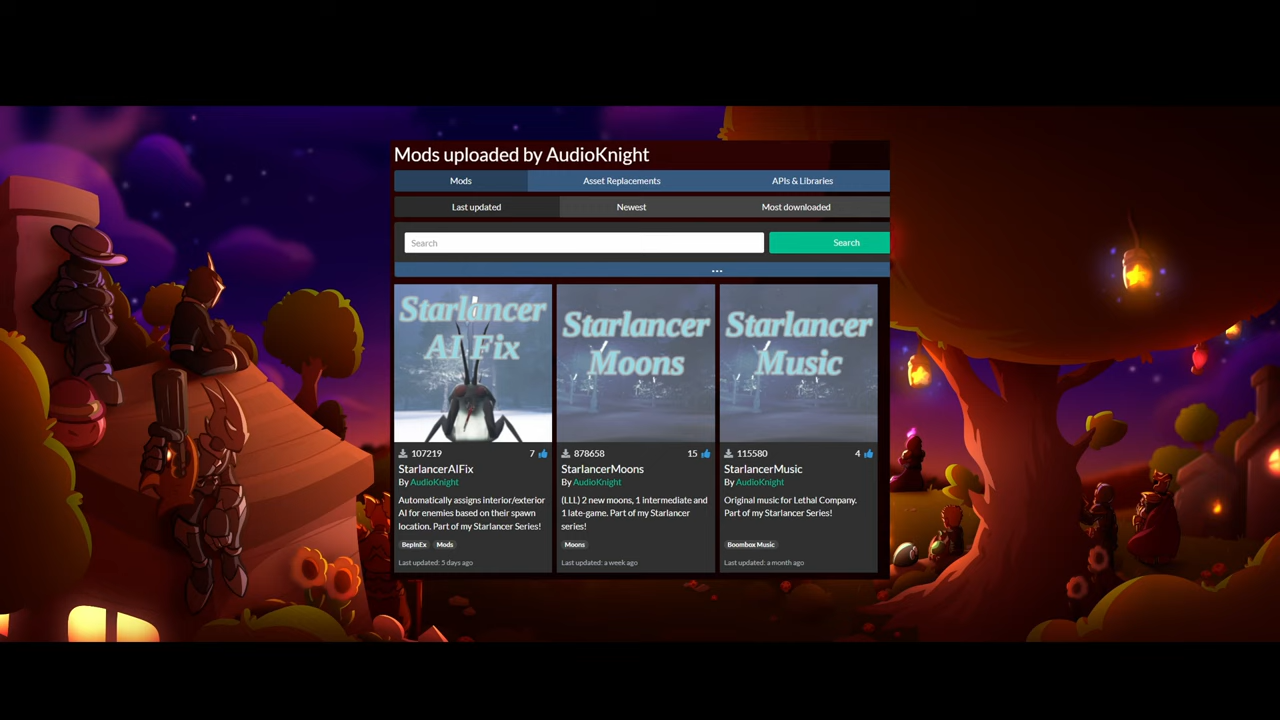 Mods uploaded by AudioKnight
Mods Asset Replacements APIs & Libraries
Last updated Newest Most downloaded
Search Search
...
Starlancer
AI Fix
107219 7
StarlancerAIFix
By AudioKnight
Automatically assigns interior/exterior
AI for enemies based on their spawn
location. Part of my Starlancer Series!
BepInEx Mods
Last updated: 5 days ago
Starlancer
Moons
878658 15
StarlancerMoons
By AudioKnight
(LLL) 2 new moons, 1 intermediate and
1 late-game. Part of my Starlancer
series!
Moons
Last updated: a week ago
Starlancer
Music
115580 4
StarlancerMusic
By AudioKnight
Original music for Lethal Company.
Part of my Starlancer Series!
Boombox Music
Last updated: a month ago